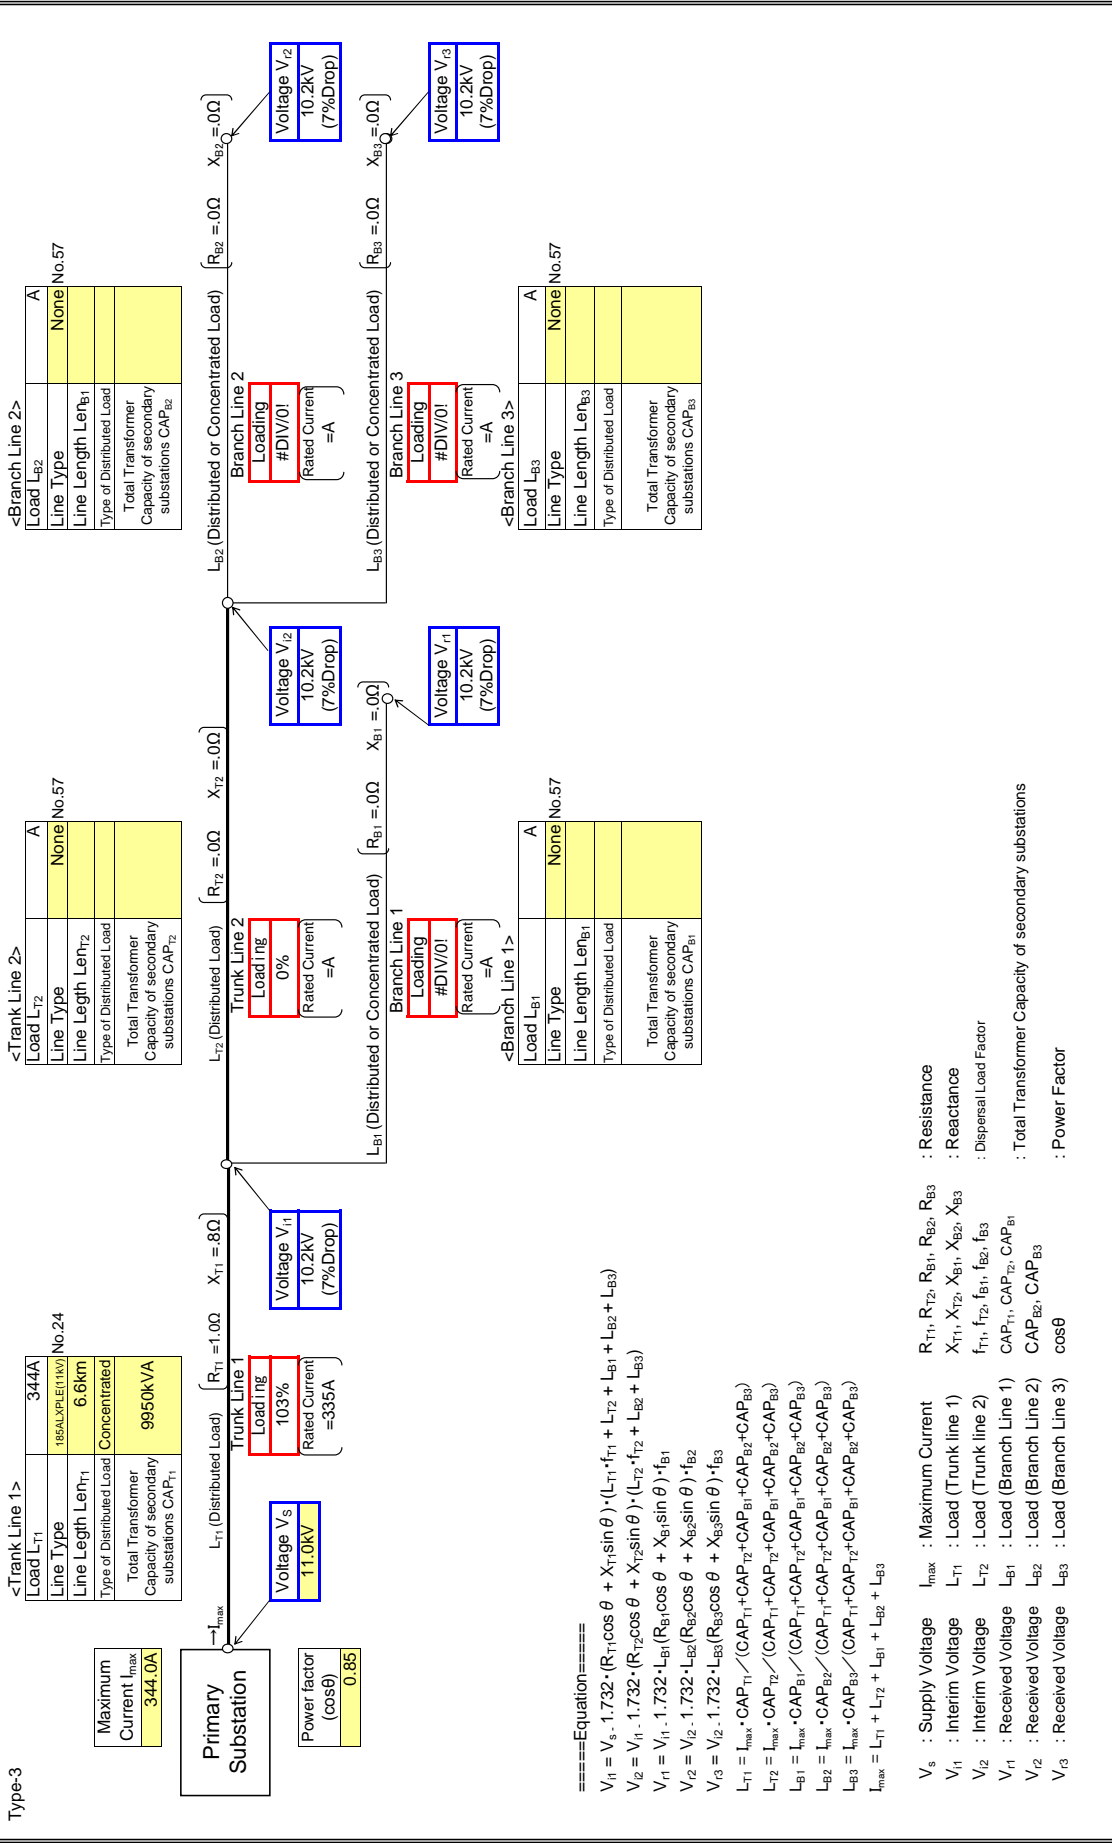 Type-3
Maximum
Current Imax
344.0A
Primary
Substation
Power factor
(cosθ)
0.85
→Imax
Voltage VS
11.0kV
<Trank Line 1>
Load LT1 344A
Line Type 185ALXPLE(11kV) No.24
Line Legth LenT1 6.6km
Type of Distributed Load Concentrated
Total Transformer
Capacity of secondary
substations CAPT1
9950kVA
LT1 (Distributed Load) RT1 =1.0Ω XT1 =.8Ω
Trunk Line 1
Loading
103%
Rated Current
=335A
Voltage Vi1
10.2kV
(7%Drop)
<Trank Line 2>
Load LT2 A
Line Type None No.57
Line Length LenT2
Type of Distributed Load
Total Transformer
Capacity of secondary
substations CAPT2
LT2 (Distributed Load) RT2 =.0Ω XT2 =.0Ω
Trunk Line 2
Loading
0%
Rated Current
=A
Voltage Vi2
10.2kV
(7%Drop)
LB1 (Distributed or Concentrated Load) RB1 =.0Ω XB1 =.0Ω
Branch Line 1
Loading
#DIV/0!
Rated Current
=A
Voltage Vr1
10.2kV
(7%Drop)
<Branch Line 1>
Load LB1 A
Line Type None No.57
Line Length LenB1
Type of Distributed Load
Total Transformer
Capacity of secondary
substations CAPB1
<Branch Line 2>
Load LB2 A
Line Type None No.57
Line Length LenB1
Type of Distributed Load
Total Transformer
Capacity of secondary
substations CAPB2
LB2 (Distributed or Concentrated Load) RB2 =.0Ω XB2 =.0Ω
Branch Line 2
Loading
#DIV/0!
Rated Current
=A
Voltage Vr2
10.2kV
(7%Drop)
LB3 (Distributed or Concentrated Load) RB3 =.0Ω XB3 =.0Ω
Branch Line 3
Loading
#DIV/0!
Rated Current
=A
Voltage Vr3
10.2kV
(7%Drop)
<Branch Line 3>
Load LB3 A
Line Type None No.57
Line Length LenB3
Type of Distributed Load
Total Transformer
Capacity of secondary
substations CAPB3
=====Equation=====
Vi1 = Vs - 1.732・(RT1cos θ + XT1sin θ)・(LT1・fT1 + LT2 + LB1 + LB2 + LB3)
Vi2 = Vi1 - 1.732・(RT2cos θ + XT2sin θ)・(LT2・fT2 + LB2 + LB3)
Vr1 = Vi1 - 1.732・LB1(RB1cos θ + XB1sin θ)・fB1
Vr2 = Vi2 - 1.732・LB2(RB2cos θ + XB2sin θ)・fB2
Vr3 = Vi2 - 1.732・LB3(RB3cos θ + XB3sin θ)・fB3
LT1 = Imax・CAPT1／(CAPT1+CAPT2+CAPB1+CAPB2+CAPB3)
LT2 = Imax・CAPT2／(CAPT1+CAPT2+CAPB1+CAPB2+CAPB3)
LB1 = Imax・CAPB1／(CAPT1+CAPT2+CAPB1+CAPB2+CAPB3)
LB2 = Imax・CAPB2／(CAPT1+CAPT2+CAPB1+CAPB2+CAPB3)
LB3 = Imax・CAPB3／(CAPT1+CAPT2+CAPB1+CAPB2+CAPB3)
Imax = LT1 + LT2 + LB1 + LB2 + LB3
Vs : Supply Voltage Imax : Maximum Current RT1, RT2, RB1, RB2, RB3 : Resistance
Vi1 : Interim Voltage LT1 : Load (Trunk line 1) XT1, XT2, XB1, XB2, XB3 : Reactance
Vi2 : Interim Voltage LT2 : Load (Trunk line 2) fT1, fT2, fB1, fB2, fB3 : Dispersal Load Factor
Vr1 : Received Voltage LB1 : Load (Branch Line 1) CAPT1, CAPT2, CAPB1 : Total Transformer Capacity of secondary substations
Vr2 : Received Voltage LB2 : Load (Branch Line 2) CAPB2, CAPB3
Vr3 : Received Voltage LB3 : Load (Branch Line 3) cosθ : Power Factor